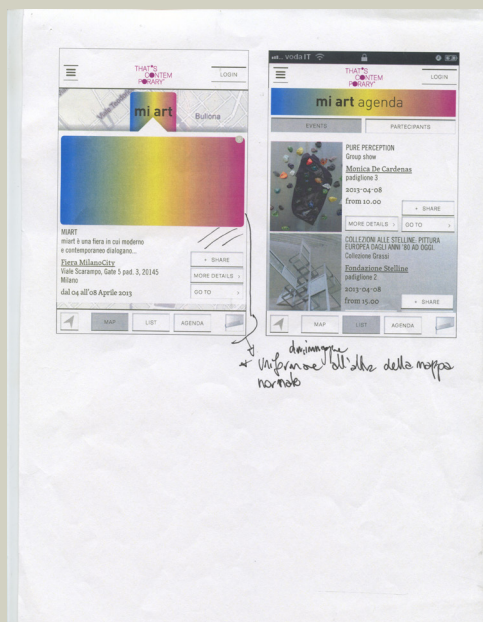 THAT'S
CONTEM
PORARY
LOGIN
mi art
Bullona
MIART
miart è una fiera in cui moderno
e contemporaneo dialogano...
Fiera MilanoCity
Viale Scarampo, Gate 5 pad. 3, 20145
Milano
dal 04 all'08 Aprile 2013
+ SHARE
MORE DETAILS >
GO TO >
MAP
LIST
AGENDA
voda IT
THAT'S
CONTEM
PORARY
LOGIN
mi art agenda
EVENTS
PARTECIPANTS
PURE PERCEPTION
Group show
Monica De Cardenas
padiglione 3
2013-04-08
from 10.00
+ SHARE
MORE DETAILS >
GO TO >
COLLEZIONI ALLE STELLINE- PITTURA
EUROPEA DAGLI ANNI '80 AD OGGI.
Collezione Grassi
Fondazione Stelline
padiglione 2
2013-04-08
from 15.00
+ SHARE
MAP
LIST
AGENDA
all'altra della mappa
normale